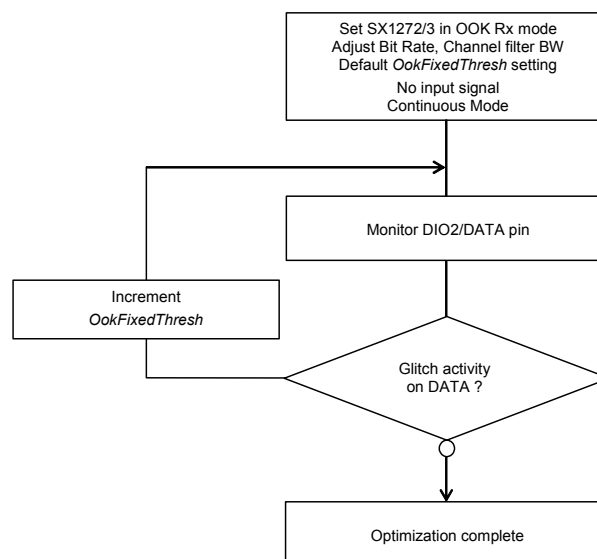 Set SX1272/3 in OOK Rx mode
Adjust Bit Rate, Channel filter BW
Default OokFixedThresh setting
No input signal
Continuous Mode
Monitor DIO2/DATA pin
Increment
OokFixedThresh
Glitch activity
on DATA ?
Optimization complete